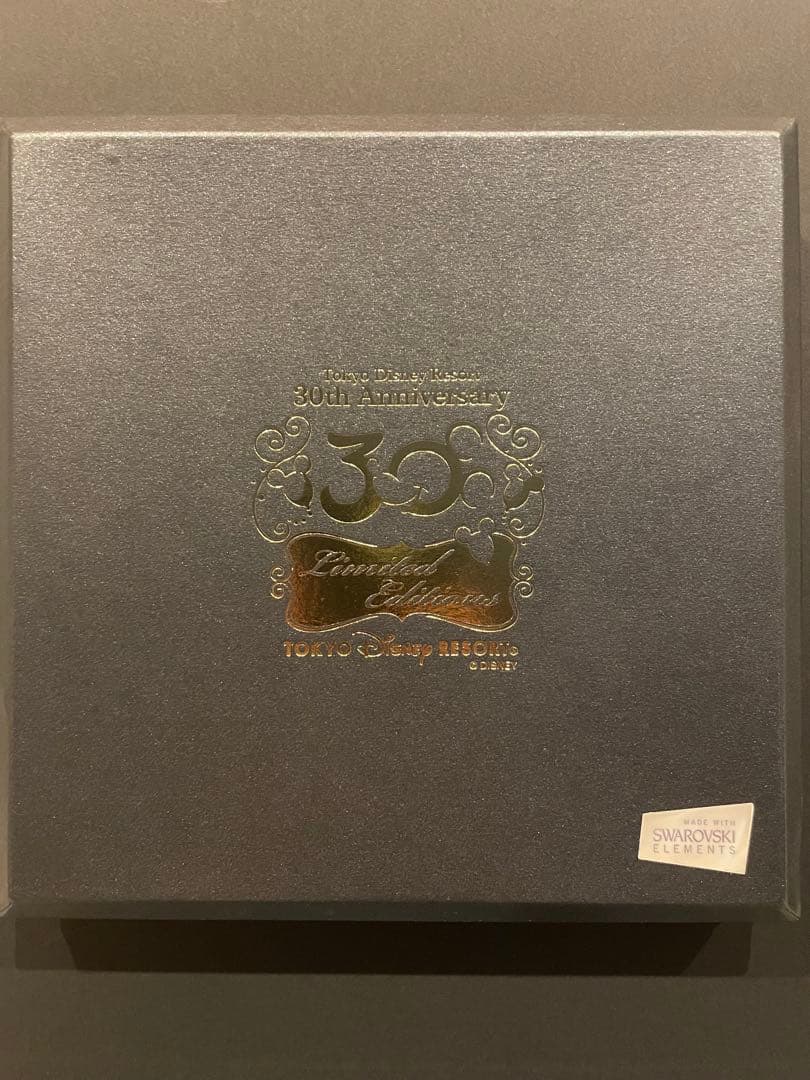 Tokyo Disney Resort
30th Anniversary
30
Limited
Editions
TOKYO Disney RESORT®
© DISNEY
MADE WITH
SWAROVSKI
ELEMENTS